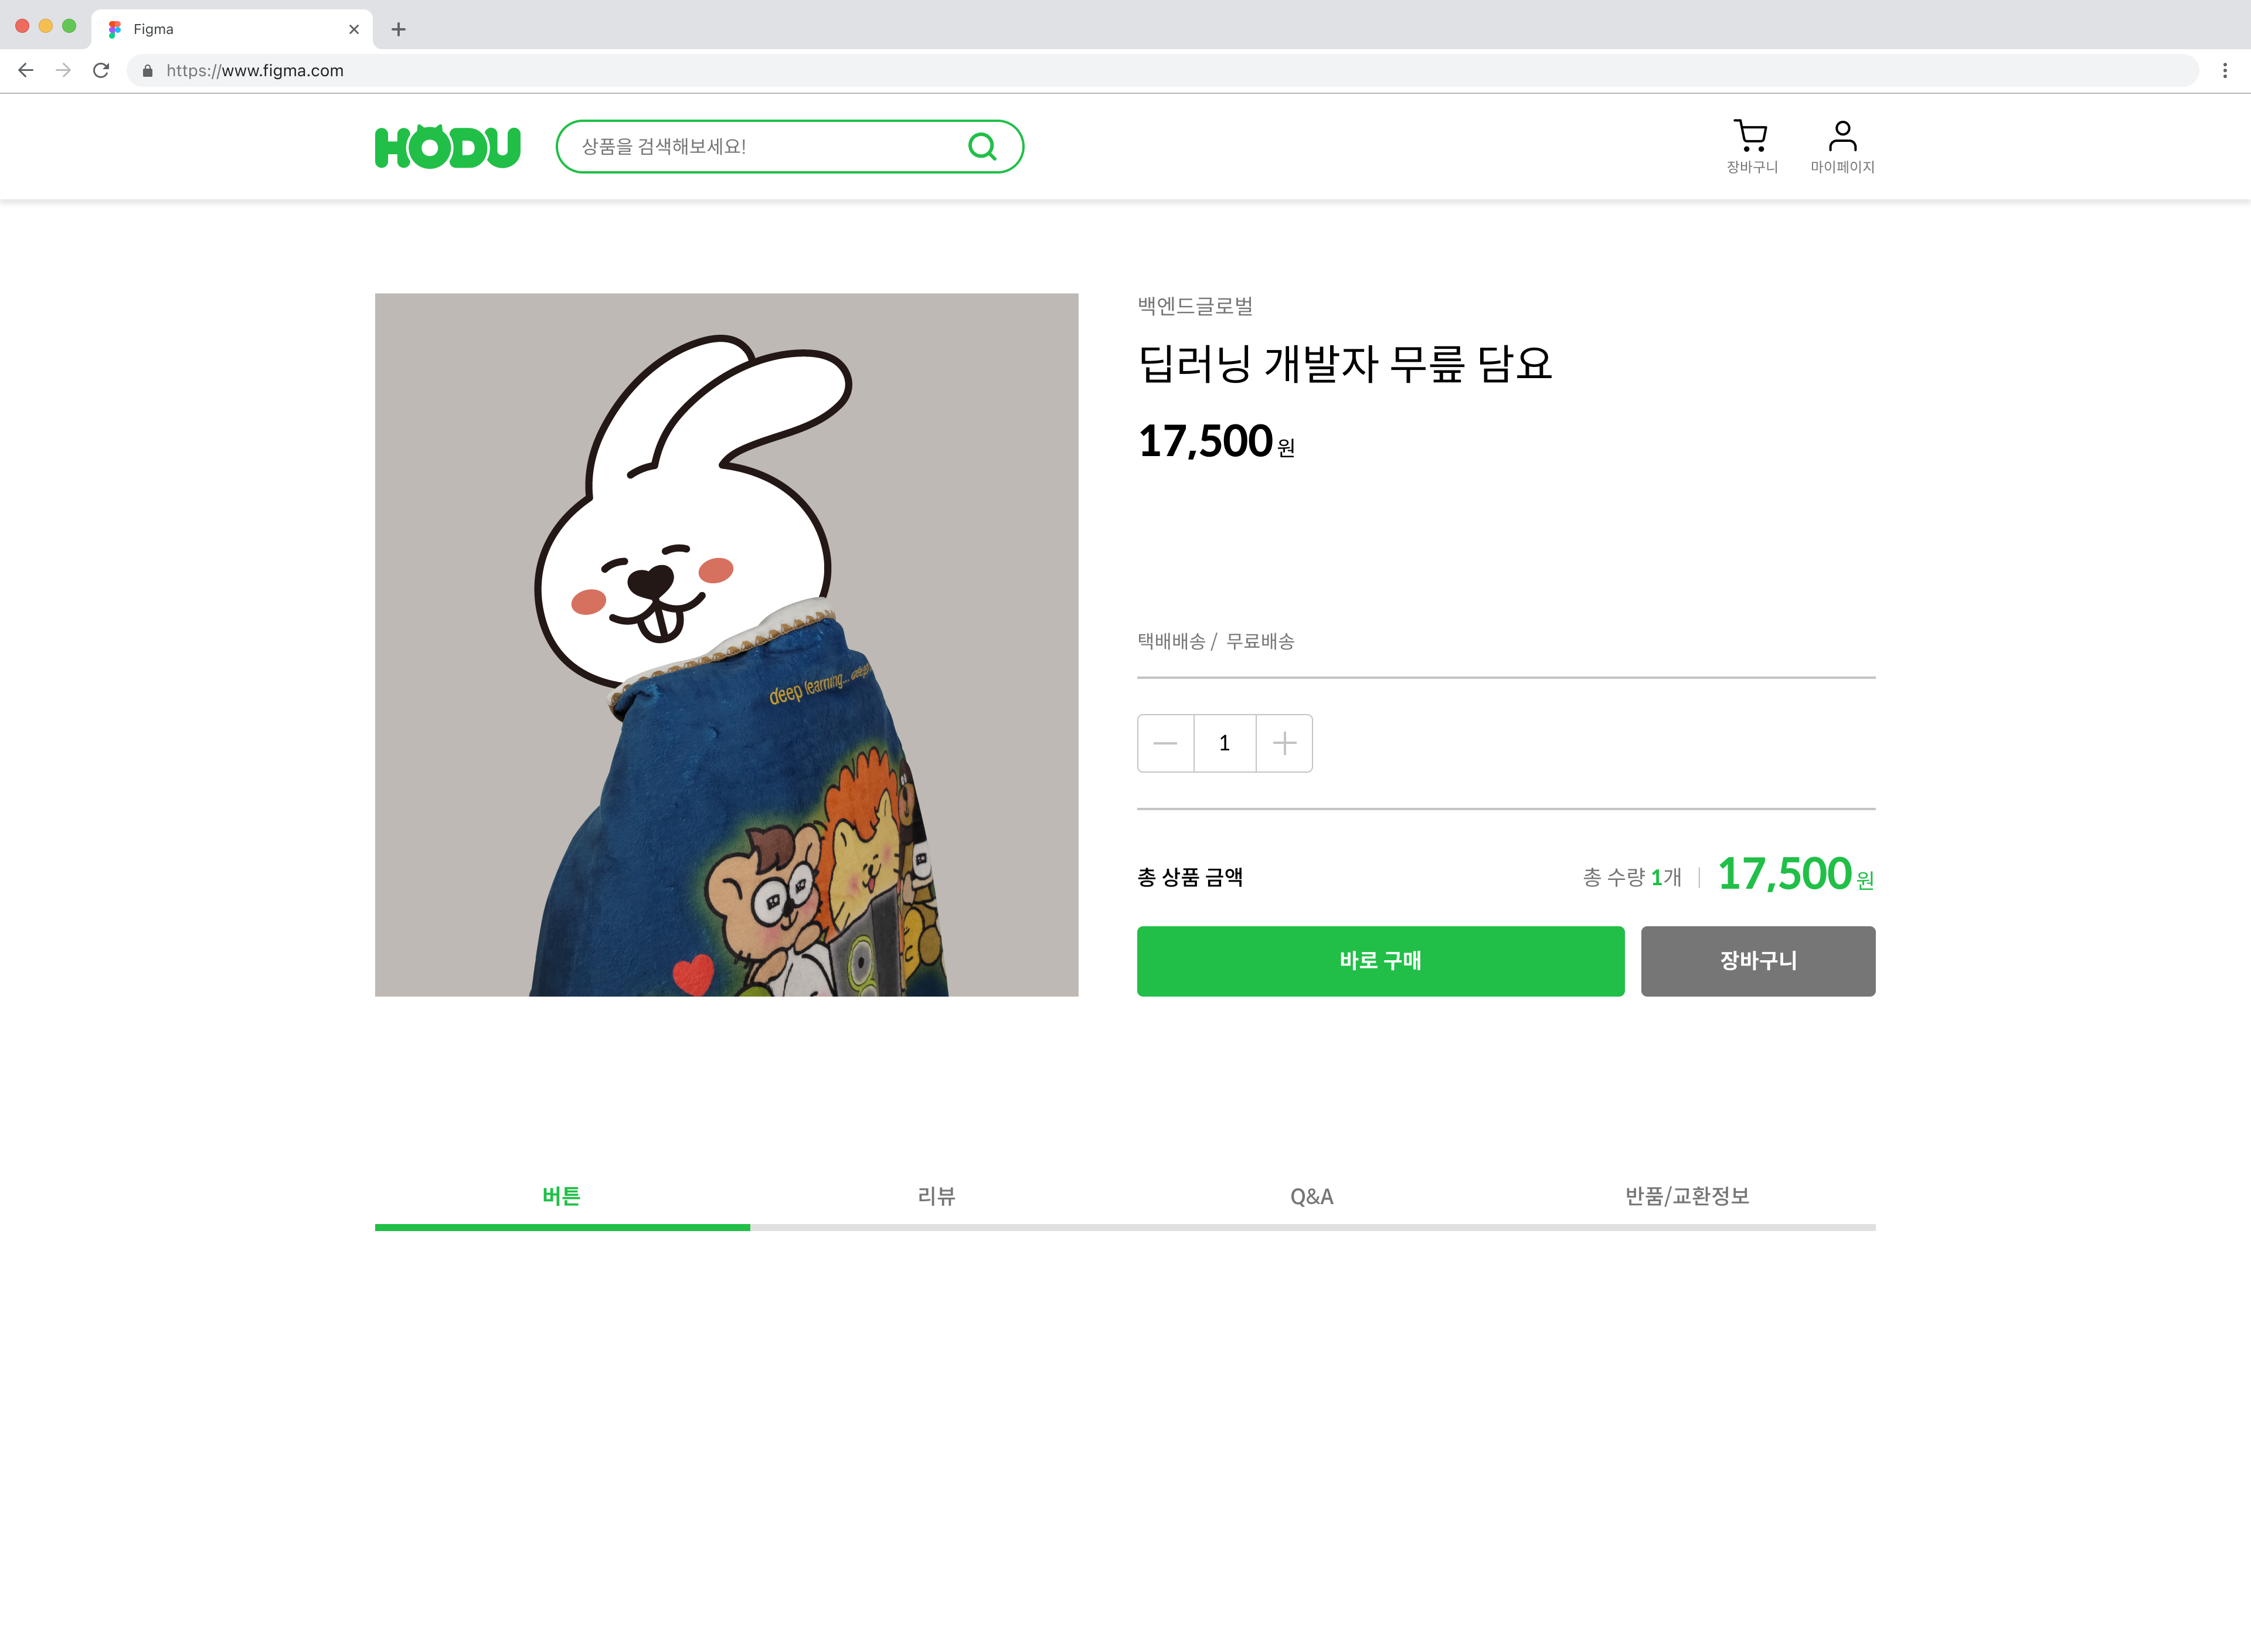 Figma
https://www.figma.com
HODU
상품을 검색해보세요!
장바구니
마이페이지
백엔드글로벌
딥러닝 개발자 무릎 담요
17,500원
deep learning... deep
택배배송 / 무료배송
1
총 상품 금액
총 수량 1개
17,500원
바로 구매
장바구니
버튼
리뷰
Q&A
반품/교환정보